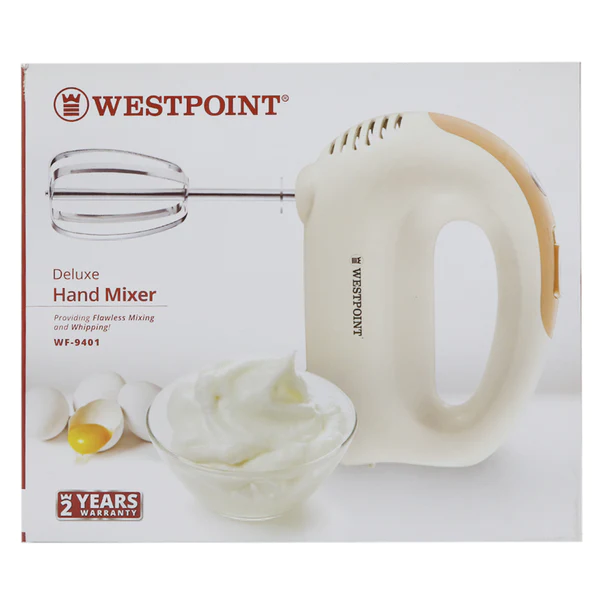 WESTPOINT®
WESTPOINT
Deluxe
Hand Mixer
Providing Flawless Mixing
and Whipping!
WF-9401
2 YEARS
WARRANTY